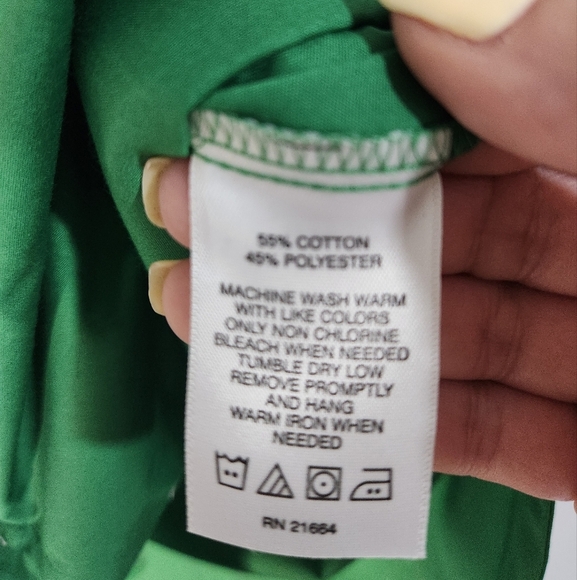 55% COTTON
45% POLYESTER
MACHINE WASH WARM
WITH LIKE COLORS
ONLY NON CHLORINE
BLEACH WHEN NEEDED
TUMBLE DRY LOW
REMOVE PROMPTLY
AND HANG
WARM IRON WHEN
NEEDED
RN 21664